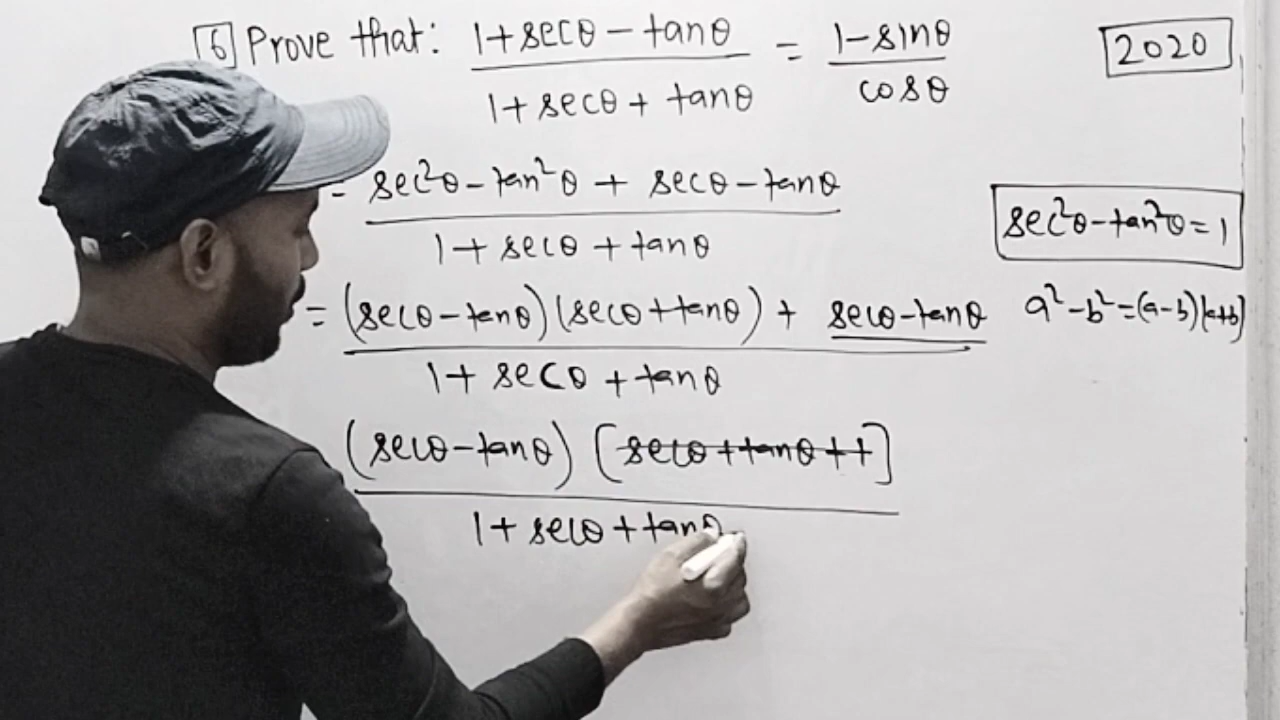 6 Prove that: (1+secθ-tanθ)/(1+secθ+tanθ) = (1-sinθ)/cosθ
2020
= (sec²θ-tan²θ + secθ-tanθ)/(1+secθ+tanθ)
sec²θ-tan²θ=1
= ((secθ-tanθ)(secθ+tanθ) + secθ-tanθ)/(1+secθ+tanθ)
a²-b²=(a-b)(a+b)
(secθ-tanθ) [secθ+tanθ+1]/(1+secθ+tanθ)